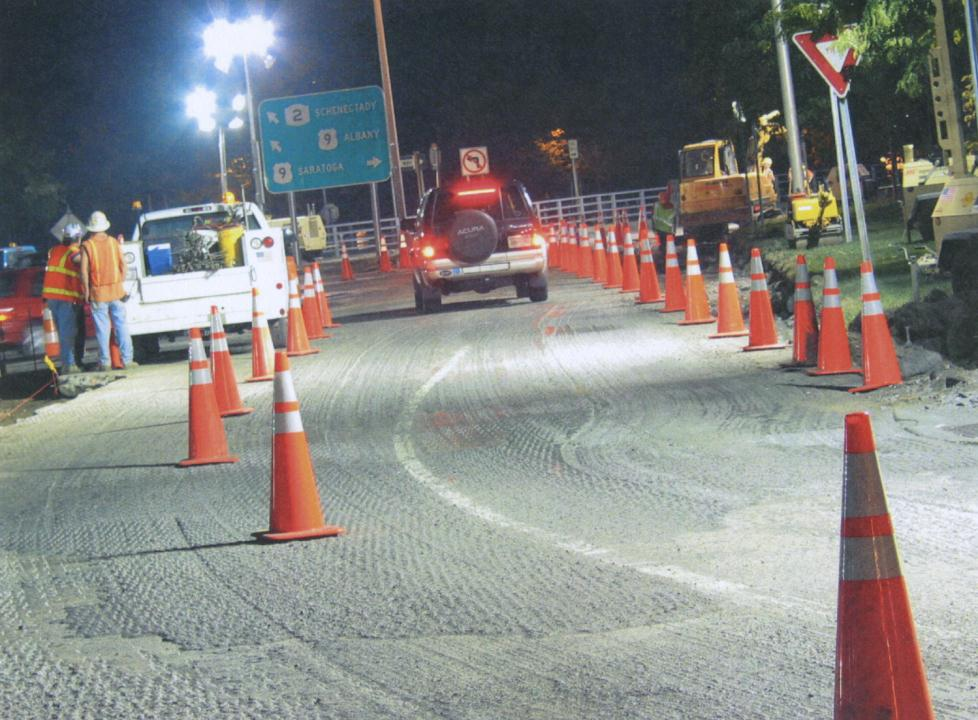 2 SCHENECTADY
9 ALBANY
9 SARATOGA
ACURA